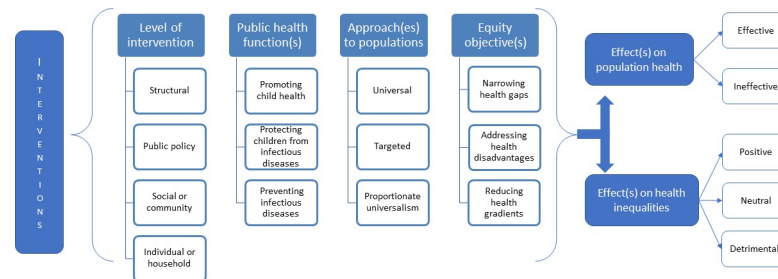 INTERVENTIONS
Level of
intervention
Structural
Public policy
Social or
community
Individual or
household
Public health
function(s)
Promoting
child health
Protecting
children from
infectious
diseases
Preventing
infectious
diseases
Approach(es)
to populations
Universal
Targeted
Proportionate
universalism
Equity
objective(s)
Narrowing
health gaps
Addressing
health
disadvantages
Reducing
health
gradients
Effect(s) on
population health
Effective
Ineffective
Effect(s) on health
inequalities
Positive
Neutral
Detrimental